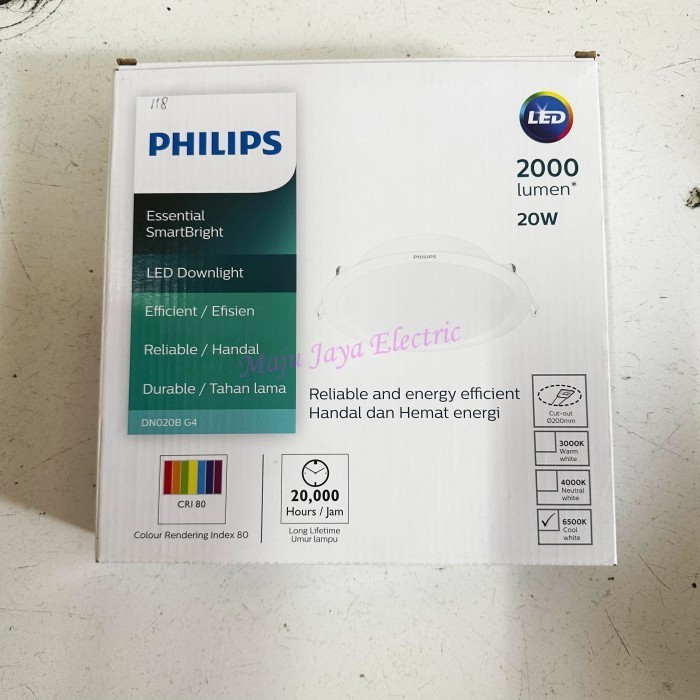 118
PHILIPS
Essential
SmartBright
LED Downlight
Efficient / Efisien
Reliable / Handal
Durable / Tahan lama
DN020B G4
LED
2000
lumen*
20W
PHILIPS
Maju Jaya Electric
Reliable and energy efficient
Handal dan Hemat energi
Cut-out
Ø200mm
3000K
Warm
white
4000K
Neutral
white
6500K
Cool
white
CRI 80
Colour Rendering Index 80
20,000
Hours / Jam
Long Lifetime
Umur lampu